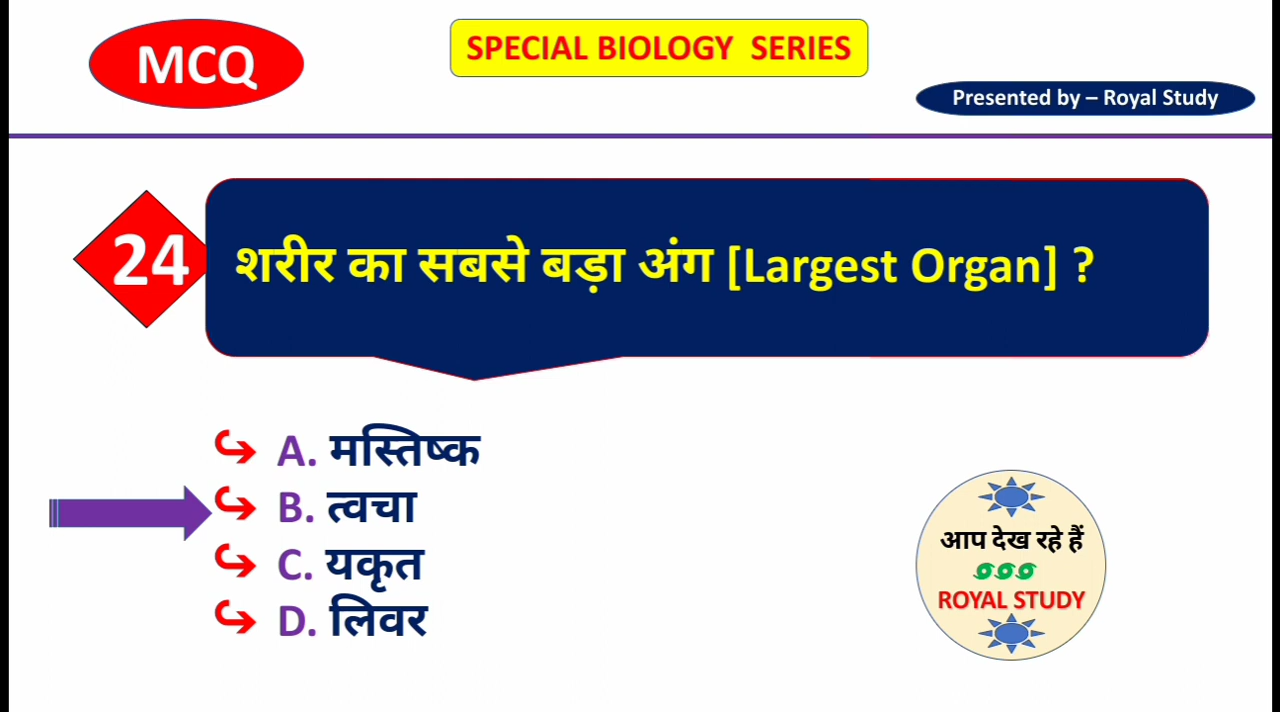 MCQ
SPECIAL BIOLOGY SERIES
Presented by – Royal Study
24
शरीर का सबसे बड़ा अंग [Largest Organ] ?
A. मस्तिष्क
B. त्वचा
C. यकृत
D. लिवर
आप देख रहे हैं
ROYAL STUDY